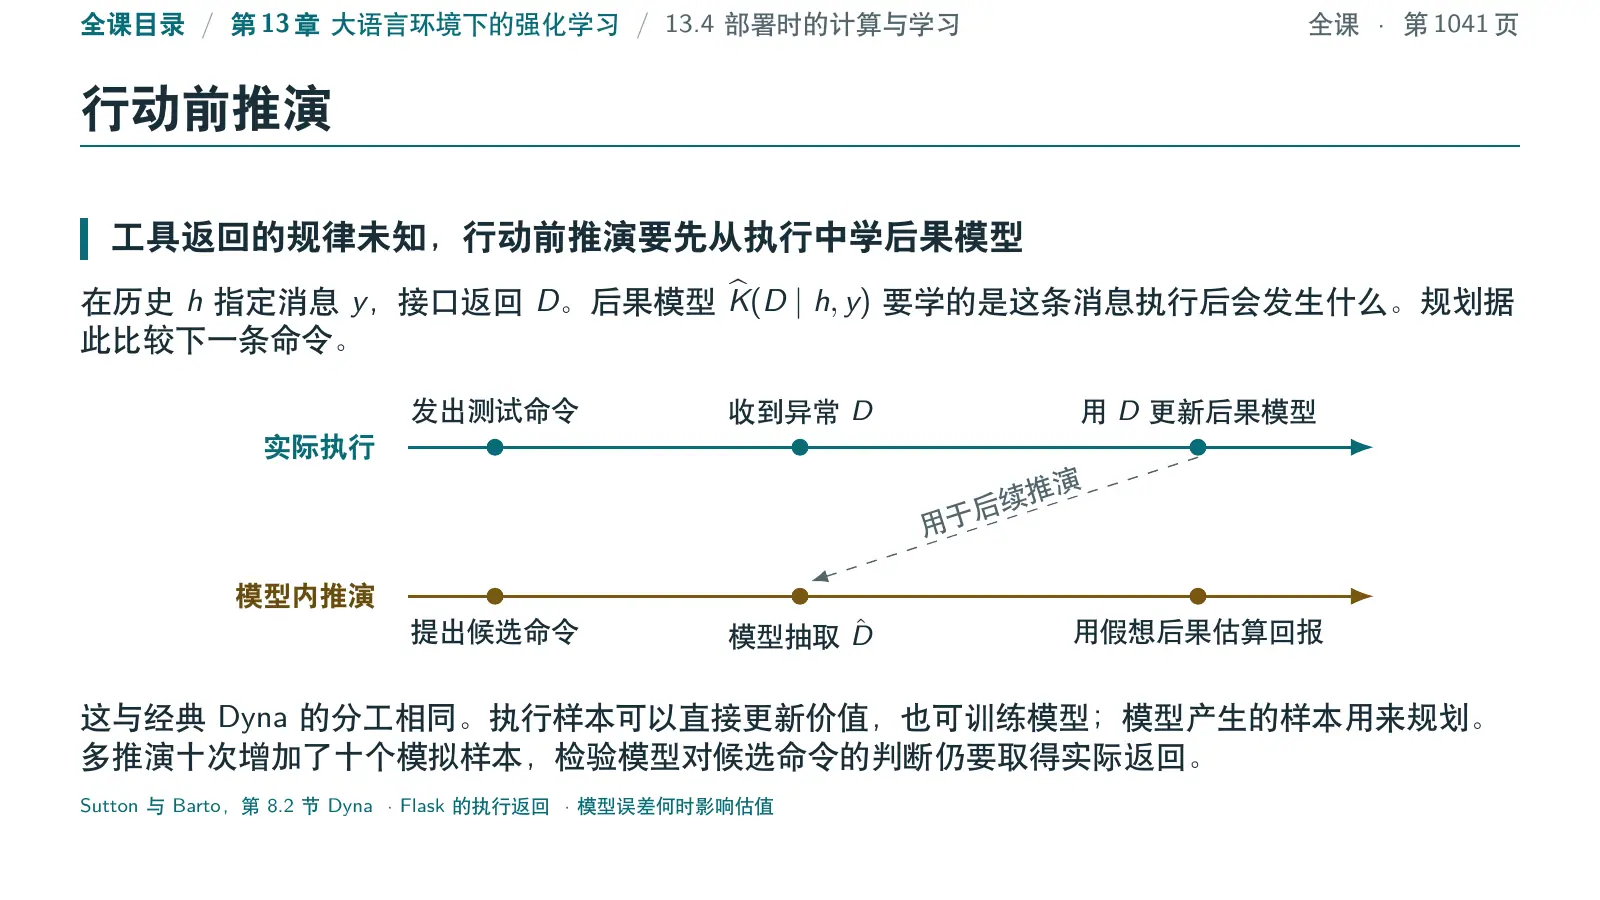 全课目录 / 第13章 大语言环境下的强化学习 / 13.4 部署时的计算与学习
全课 · 第1041页
行动前推演
工具返回的规律未知，行动前推演要先从执行中学后果模型
在历史 h 指定消息 y，接口返回 D。后果模型 K̂(D | h, y) 要学的是这条消息执行后会发生什么。规划据
此比较下一条命令。
发出测试命令 收到异常 D 用 D 更新后果模型
实际执行
用于后续推演
模型内推演
提出候选命令 模型抽取 D̂ 用假想后果估算回报
这与经典 Dyna 的分工相同。执行样本可以直接更新价值，也可训练模型；模型产生的样本用来规划。
多推演十次增加了十个模拟样本，检验模型对候选命令的判断仍要取得实际返回。
Sutton 与 Barto，第 8.2 节 Dyna · Flask 的执行返回 · 模型误差何时影响估值